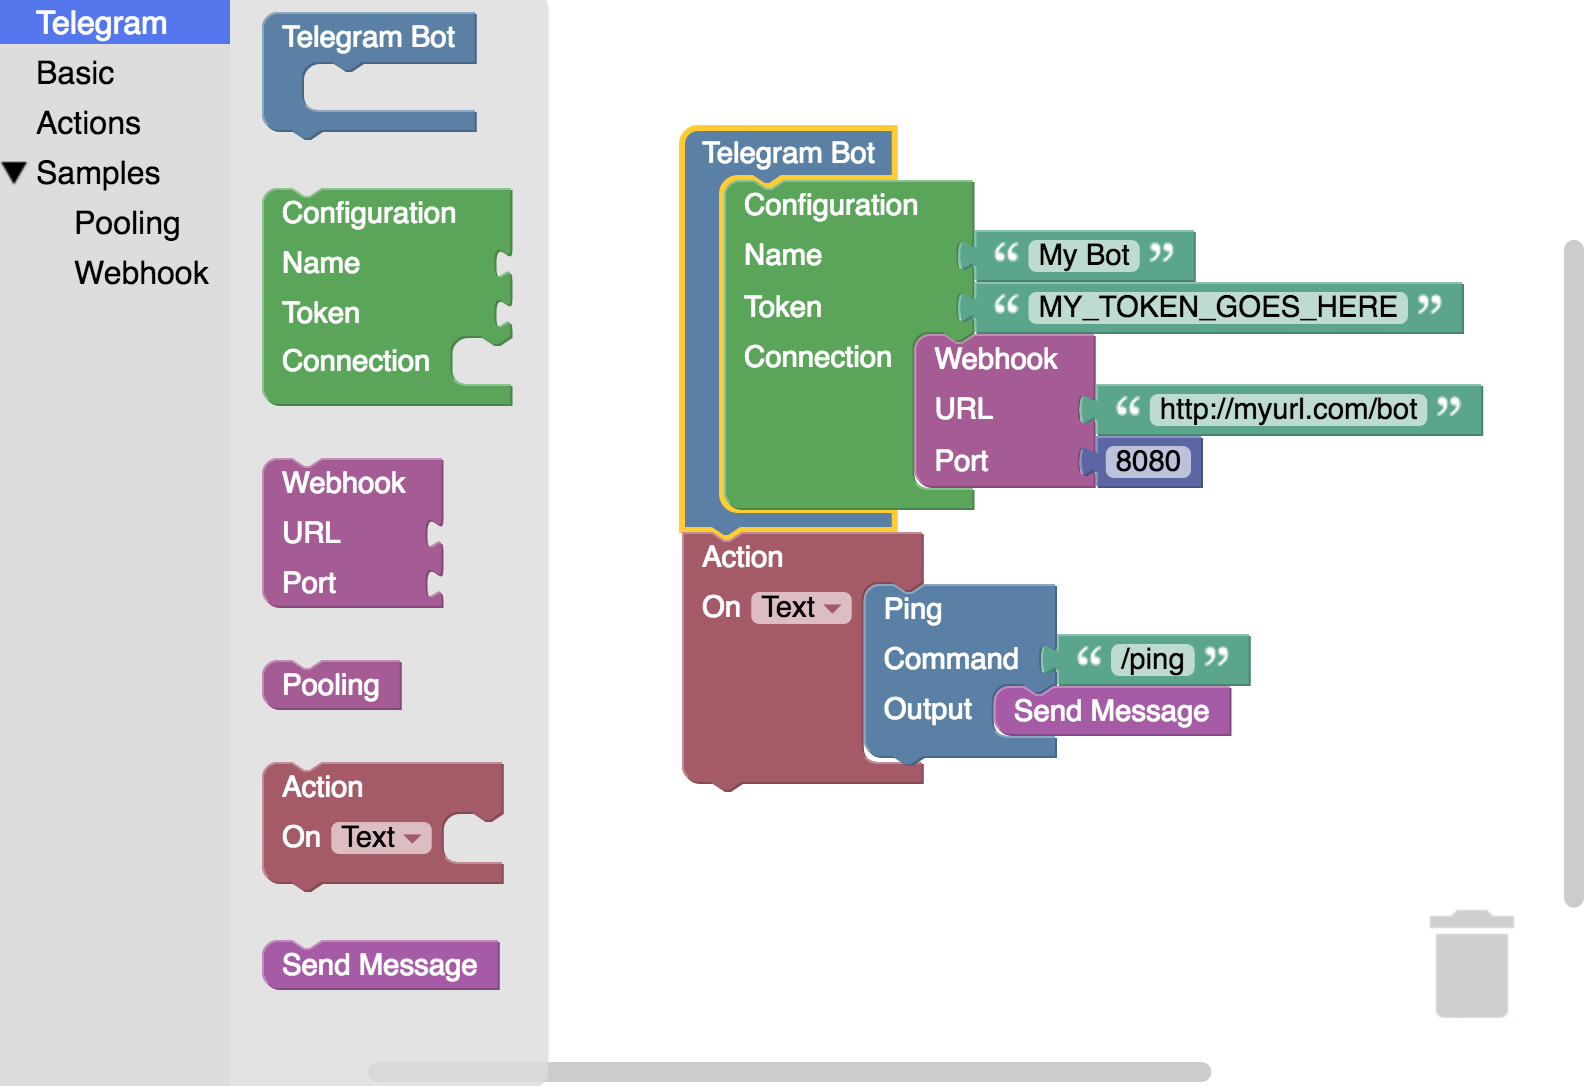 Telegram
Basic
Actions
Samples
Pooling
Webhook
Telegram Bot
Configuration
Name
Token
Connection
Webhook
URL
Port
Pooling
Action
On Text
Send Message
Telegram Bot
Configuration
Name “ My Bot ”
Token “ MY_TOKEN_GOES_HERE ”
Connection Webhook
URL “ http://myurl.com/bot ”
Port 8080
Action
On Text Ping
Command “ /ping ”
Output Send Message